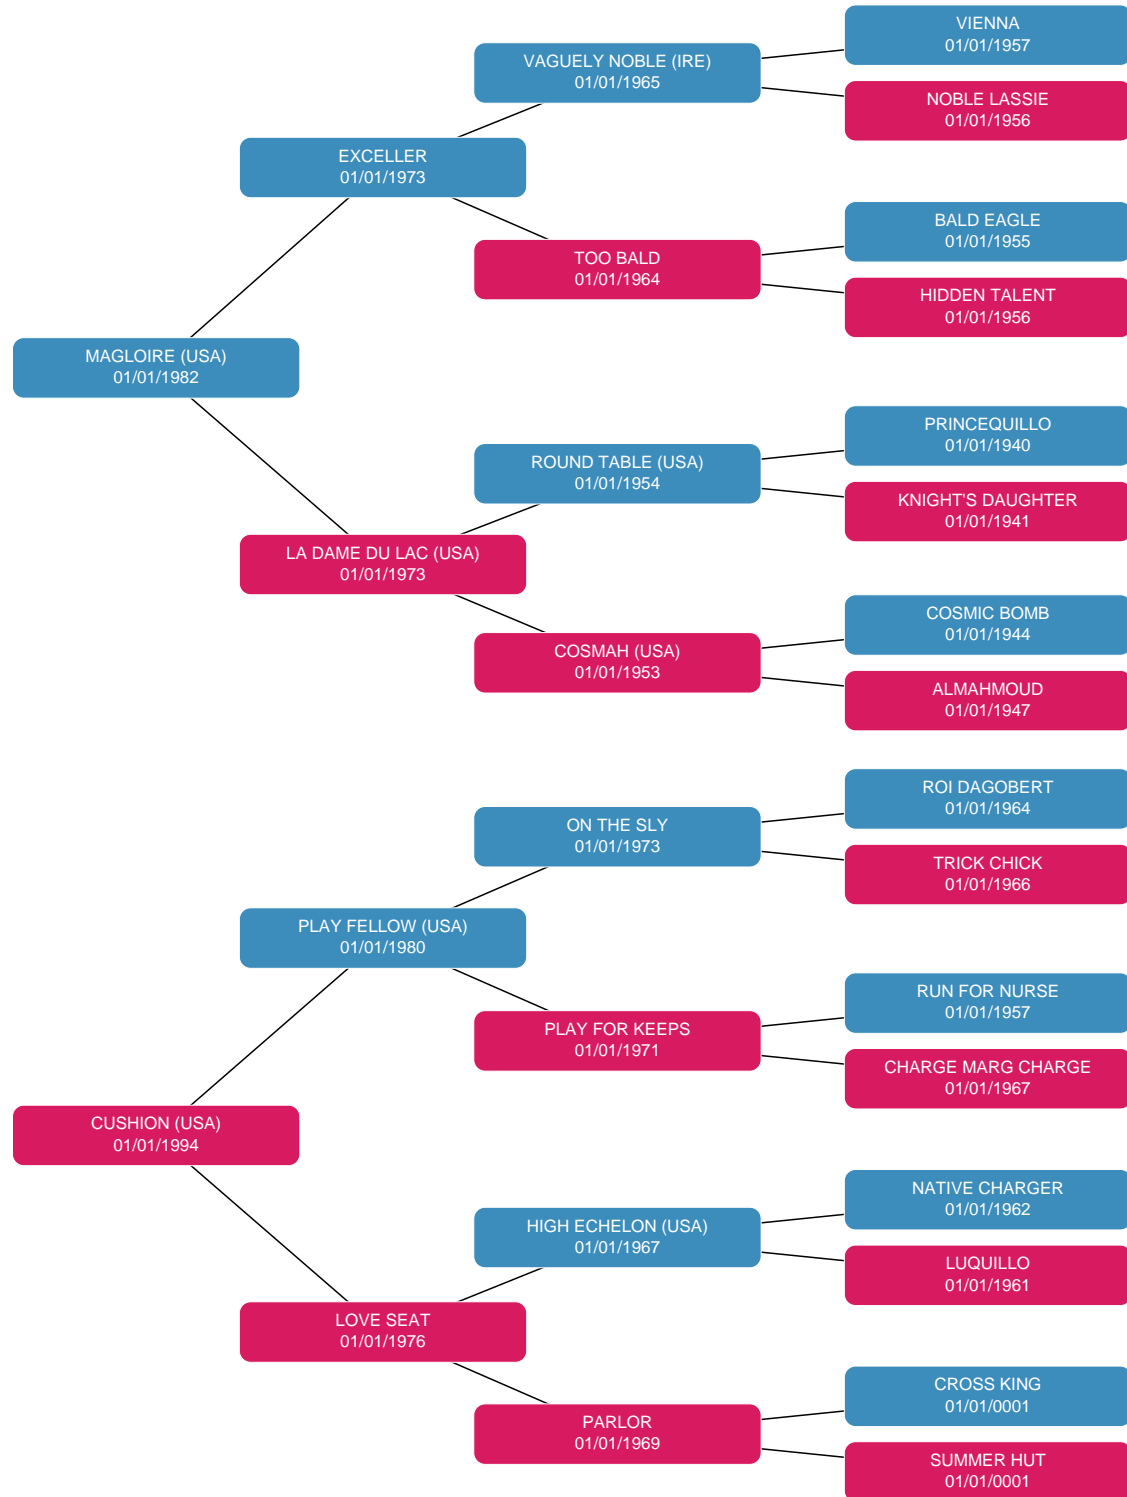 VIENNA
01/01/1957
VAGUELY NOBLE (IRE)
01/01/1965
NOBLE LASSIE
01/01/1956
EXCELLER
01/01/1973
BALD EAGLE
01/01/1955
TOO BALD
01/01/1964
HIDDEN TALENT
01/01/1956
MAGLOIRE (USA)
01/01/1982
PRINCEQUILLO
01/01/1940
ROUND TABLE (USA)
01/01/1954
KNIGHT'S DAUGHTER
01/01/1941
LA DAME DU LAC (USA)
01/01/1973
COSMIC BOMB
01/01/1944
COSMAH (USA)
01/01/1953
ALMAHMOUD
01/01/1947
ROI DAGOBERT
01/01/1964
ON THE SLY
01/01/1973
TRICK CHICK
01/01/1966
PLAY FELLOW (USA)
01/01/1980
RUN FOR NURSE
01/01/1957
PLAY FOR KEEPS
01/01/1971
CHARGE MARG CHARGE
01/01/1967
CUSHION (USA)
01/01/1994
NATIVE CHARGER
01/01/1962
HIGH ECHELON (USA)
01/01/1967
LUQUILLO
01/01/1961
LOVE SEAT
01/01/1976
CROSS KING
01/01/0001
PARLOR
01/01/1969
SUMMER HUT
01/01/0001